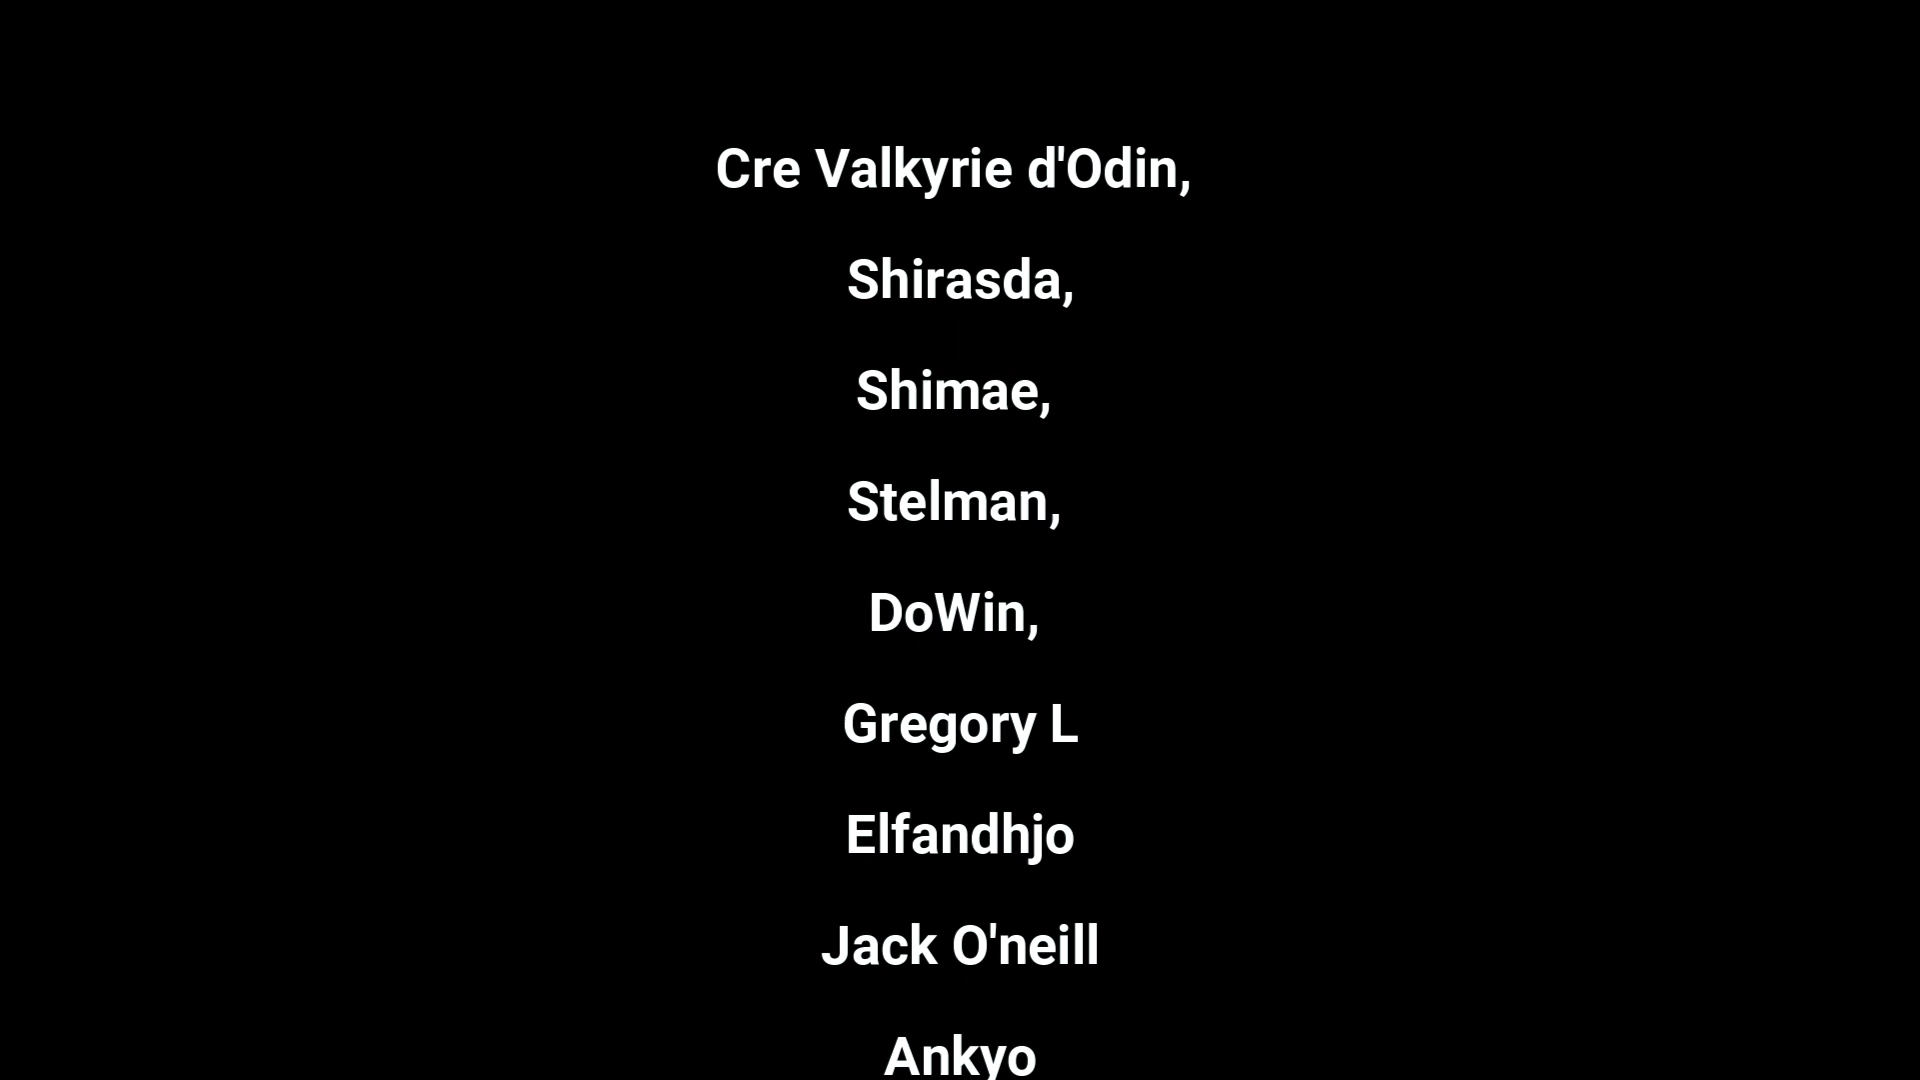 Cre Valkyrie d'Odin,
Shirasda,
Shimae,
Stelman,
DoWin,
Gregory L
Elfandhjo
Jack O'neill
Ankyo